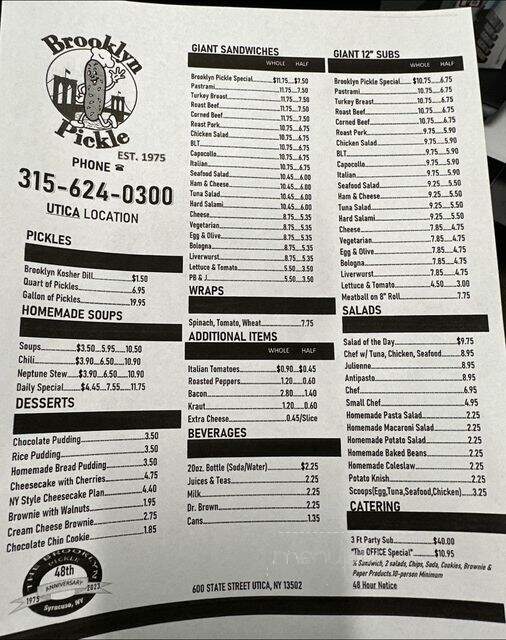 Brooklyn
Pickle
EST. 1975
PHONE ☎
315-624-0300
UTICA LOCATION
PICKLES
Brooklyn Kosher Dill $1.50
Quart of Pickles 6.95
Gallon of Pickles 19.95
HOMEMADE SOUPS
Soups $3.50...5.95...10.50
Chili $3.90...6.50...10.90
Neptune Stew $3.90...6.50...10.90
Daily Special $4.45...7.55...11.75
DESSERTS
Chocolate Pudding 3.50
Rice Pudding 3.50
Homemade Bread Pudding 3.50
Cheesecake with Cherries 4.75
NY Style Cheesecake Plan 4.40
Brownie with Walnuts 1.95
Cream Cheese Brownie 2.75
Chocolate Chin Cookie 1.85
THE BROOKLYN
PICKLE
48th
ANNIVERSARY
1975 2023
Syracuse, NY
GIANT SANDWICHES
WHOLE HALF
Brooklyn Pickle Special $11.75...$7.50
Pastrami 11.75...7.50
Turkey Breast 11.75...7.50
Roast Beef 11.75...7.50
Corned Beef 11.75...7.50
Roast Pork 10.75...6.75
Chicken Salad 10.75...6.75
BLT 10.75...6.75
Capocollo 10.75...6.75
Italian 10.75...6.75
Seafood Salad 10.45...6.00
Ham & Cheese 10.45...6.00
Tuna Salad 10.45...6.00
Hard Salami 10.45...6.00
Cheese 8.75...5.35
Vegetarian 8.75...5.35
Egg & Olive 8.75...5.35
Bologna 8.75...5.35
Liverwurst 8.75...5.35
Lettuce & Tomato 5.50...3.50
PB & J 5.50...3.50
WRAPS
Spinach, Tomato, Wheat 7.75
ADDITIONAL ITEMS
WHOLE HALF
Italian Tomatoes $0.90...$0.45
Roasted Peppers 1.20...0.60
Bacon 2.80...1.40
Kraut 1.20...0.60
Extra Cheese 0.45/Slice
BEVERAGES
20oz. Bottle (Soda/Water) $2.25
Juices & Teas 2.25
Milk 2.25
Dr. Brown 2.25
Cans 1.35
600 STATE STREET UTICA, NY 13502
GIANT 12" SUBS
WHOLE HALF
Brooklyn Pickle Special $10.75...6.75
Pastrami 10.75...6.75
Turkey Breast 10.75...6.75
Roast Beef 10.75...6.75
Corned Beef 10.75...6.75
Roast Pork 9.75...5.90
Chicken Salad 9.75...5.90
BLT 9.75...5.90
Capocollo 9.75...5.90
Italian 9.75...5.90
Seafood Salad 9.25...5.50
Ham & Cheese 9.25...5.50
Tuna Salad 9.25...5.50
Hard Salami 9.25...5.50
Cheese 7.85...4.75
Vegetarian 7.85...4.75
Egg & Olive 7.85...4.75
Bologna 7.85...4.75
Liverwurst 7.85...4.75
Lettuce & Tomato 4.50...3.00
Meatball on 8" Roll 7.75
SALADS
Salad of the Day $9.75
Chef w/ Tuna, Chicken, Seafood 8.95
Julienne 8.95
Antipasto 8.95
Chef 6.95
Small Chef 4.95
Homemade Pasta Salad 2.25
Homemade Macaroni Salad 2.25
Homemade Potato Salad 2.25
Homemade Baked Beans 2.25
Homemade Coleslaw 2.25
Potato Knish 2.25
Scoops(Egg,Tuna,Seafood,Chicken) 3.25
CATERING
3 Ft Party Sub $40.00
"The OFFICE Special" $10.95
½ Sandwich, 2 salads, Chips, Soda, Cookies, Brownie &
Paper Products.10-person Minimum
48 Hour Notice